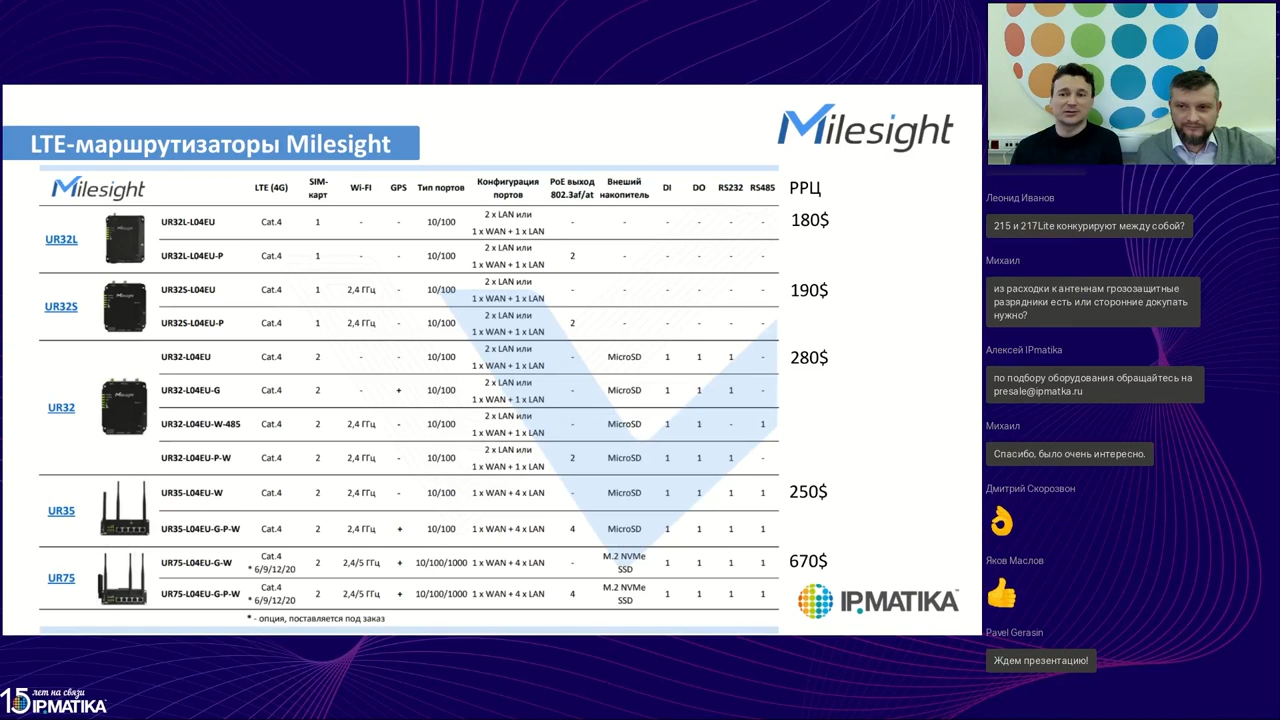 LTE-маршрутизаторы Milesight
Milesight
Milesight LTE (4G) SIM-карт Wi-FI GPS Тип портов Конфигурация портов PoE выход 802.3af/at Внеший накопитель DI DO RS232 RS485 РРЦ
UR32L
UR32L-L04EU Cat.4 1 - - 10/100 2 x LAN или 1 x WAN + 1 x LAN - - - - - - 180$
UR32L-L04EU-P Cat.4 1 - - 10/100 2 x LAN или 1 x WAN + 1 x LAN 2 - - - - -
UR32S
UR32S-L04EU Cat.4 1 2,4 ГГц - 10/100 2 x LAN или 1 x WAN + 1 x LAN - - - - - - 190$
UR32S-L04EU-P Cat.4 1 2,4 ГГц - 10/100 2 x LAN или 1 x WAN + 1 x LAN 2 - - - - -
UR32
UR32-L04EU Cat.4 2 - - 10/100 2 x LAN или 1 x WAN + 1 x LAN - MicroSD 1 1 1 - 280$
UR32-L04EU-G Cat.4 2 - + 10/100 2 x LAN или 1 x WAN + 1 x LAN - MicroSD 1 1 1 -
UR32-L04EU-W-485 Cat.4 2 2,4 ГГц - 10/100 2 x LAN или 1 x WAN + 1 x LAN - MicroSD 1 1 - 1
UR32-L04EU-P-W Cat.4 2 2,4 ГГц - 10/100 2 x LAN или 1 x WAN + 1 x LAN 2 MicroSD 1 1 1 -
UR35
UR35-L04EU-W Cat.4 2 2,4 ГГц - 10/100 1 x WAN + 4 x LAN - MicroSD 1 1 1 1 250$
UR35-L04EU-G-P-W Cat.4 2 2,4 ГГц + 10/100 1 x WAN + 4 x LAN 4 MicroSD 1 1 1 1
UR75
UR75-L04EU-G-W Cat.4 * 6/9/12/20 2 2,4/5 ГГц + 10/100/1000 1 x WAN + 4 x LAN - M.2 NVMe SSD 1 1 1 1 670$
UR75-L04EU-G-P-W Cat.4 * 6/9/12/20 2 2,4/5 ГГц + 10/100/1000 1 x WAN + 4 x LAN 4 M.2 NVMe SSD 1 1 1 1
* - опция, поставляется под заказ
IP.MATIKA™
15 лет на связи
IP.MATIKA
Леонид Иванов
215 и 217Lite конкурируют между собой?
Михаил
из расходки к антеннам грозозащитные
разрядники есть или сторонние докупать
нужно?
Алексей IPmatika
по подбору оборудования обращайтесь на
presale@ipmatka.ru
Михаил
Спасибо, было очень интересно.
Дмитрий Скорозвон
Яков Маслов
Pavel Gerasin
Ждем презентацию!